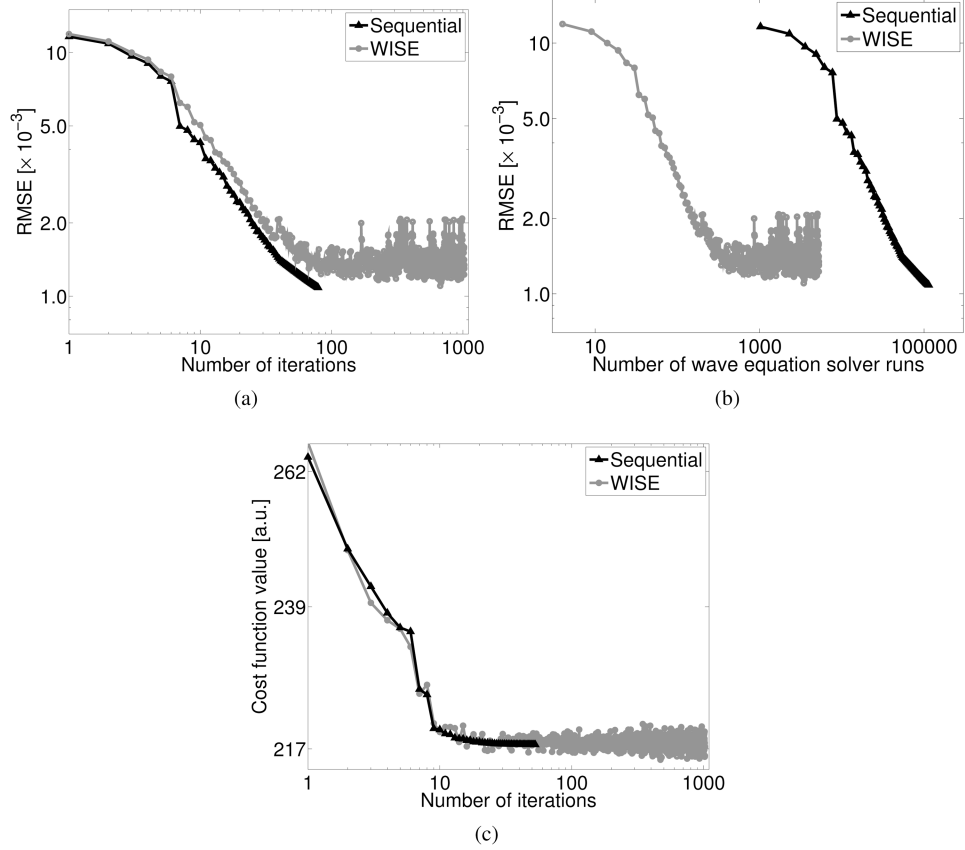 Sequential
WISE
RMSE [× 10⁻³]
10
5.0
2.0
1.0
1
10
100
1000
Number of iterations
(a)
Sequential
WISE
RMSE [× 10⁻³]
10
5.0
2.0
1.0
10
1000
100000
Number of wave equation solver runs
(b)
Sequential
WISE
Cost function value [a.u.]
262
239
217
1
10
100
1000
Number of iterations
(c)